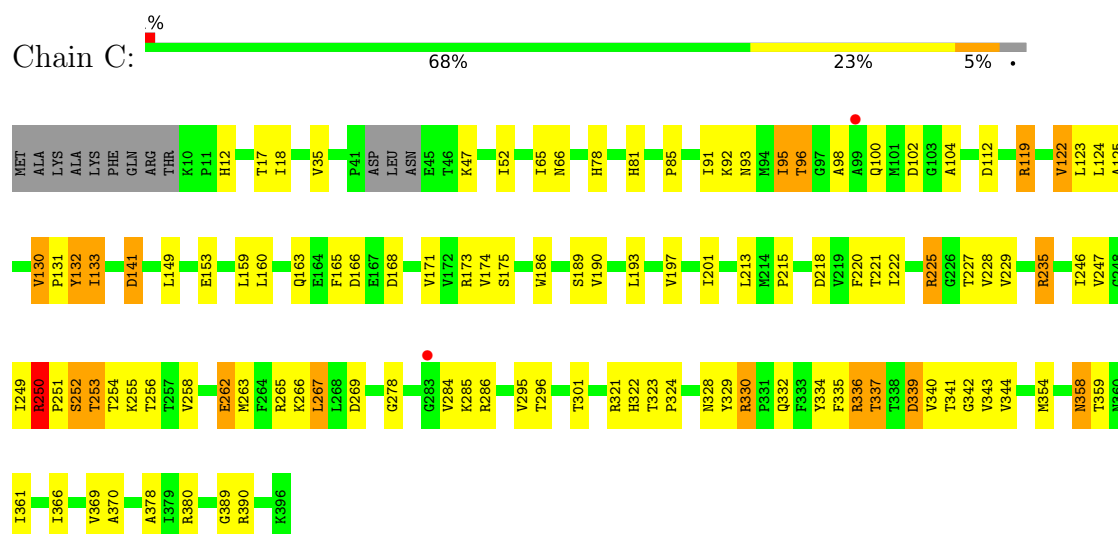 .%
Chain C:
68% 23% 5% •
MET ALA LYS ALA LYS PHE GLN ARG THR K10 P11 H12 T17 I18 V35 P41 ASP LEU ASN E45 T46 K47 I52 I65 N66 H78 H81 P85 I91 K92 N93 M94 I95 T96 G97 A98 A99 Q100 M101 D102 G103 A104 D112 R119 V122 L123 L124 A125
V130 P131 Y132 I133 D141 L149 E153 L159 L160 Q163 E164 F165 D166 E167 D168 V171 V172 R173 V174 S175 W186 S189 V190 L193 V197 I201 L213 M214 P215 D218 V219 F220 T221 I222 R225 G226 T227 V228 V229 R235 I246 V247 G248
I249 R250 P251 S252 T253 T254 K255 T256 T257 V258 E262 M263 F264 R265 K266 L267 L268 D269 G278 G283 V284 K285 R286 V295 T296 T301 R321 H322 T323 P324 N328 Y329 R330 P331 Q332 F333 Y334 F335 R336 T337 T338 D339 V340 T341 G342 V343 V344 M354 N358 T359 N360
I361 I366 V369 A370 A378 I379 R380 G389 R390 K396